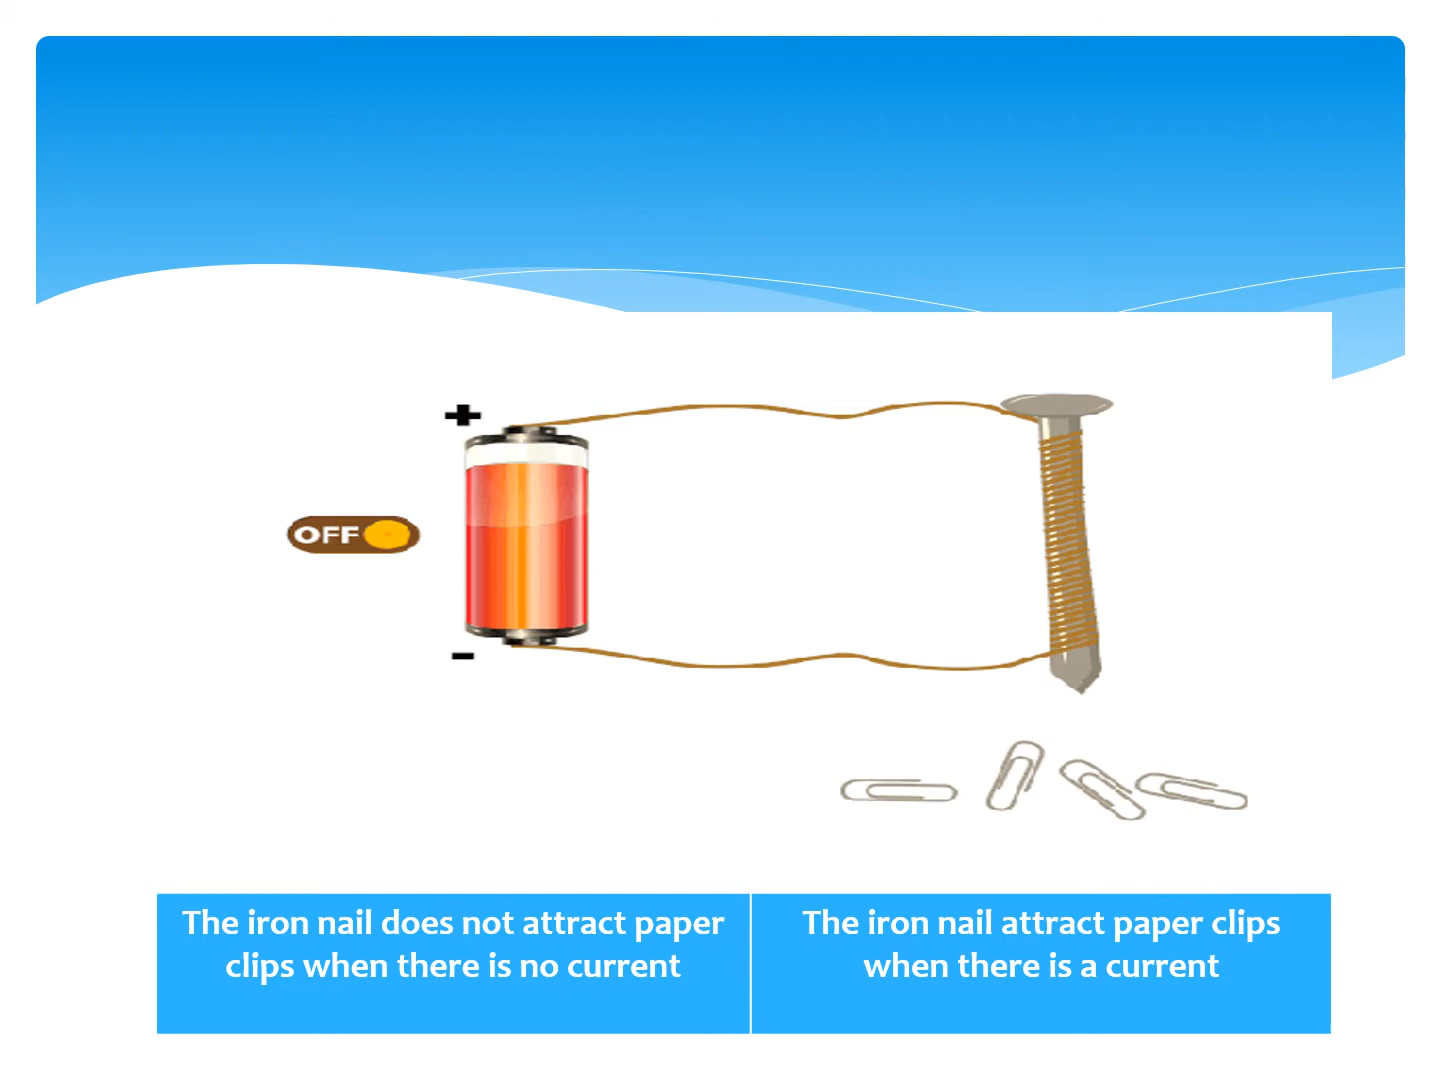 +
OFF
-
The iron nail does not attract paper
clips when there is no current
The iron nail attract paper clips
when there is a current